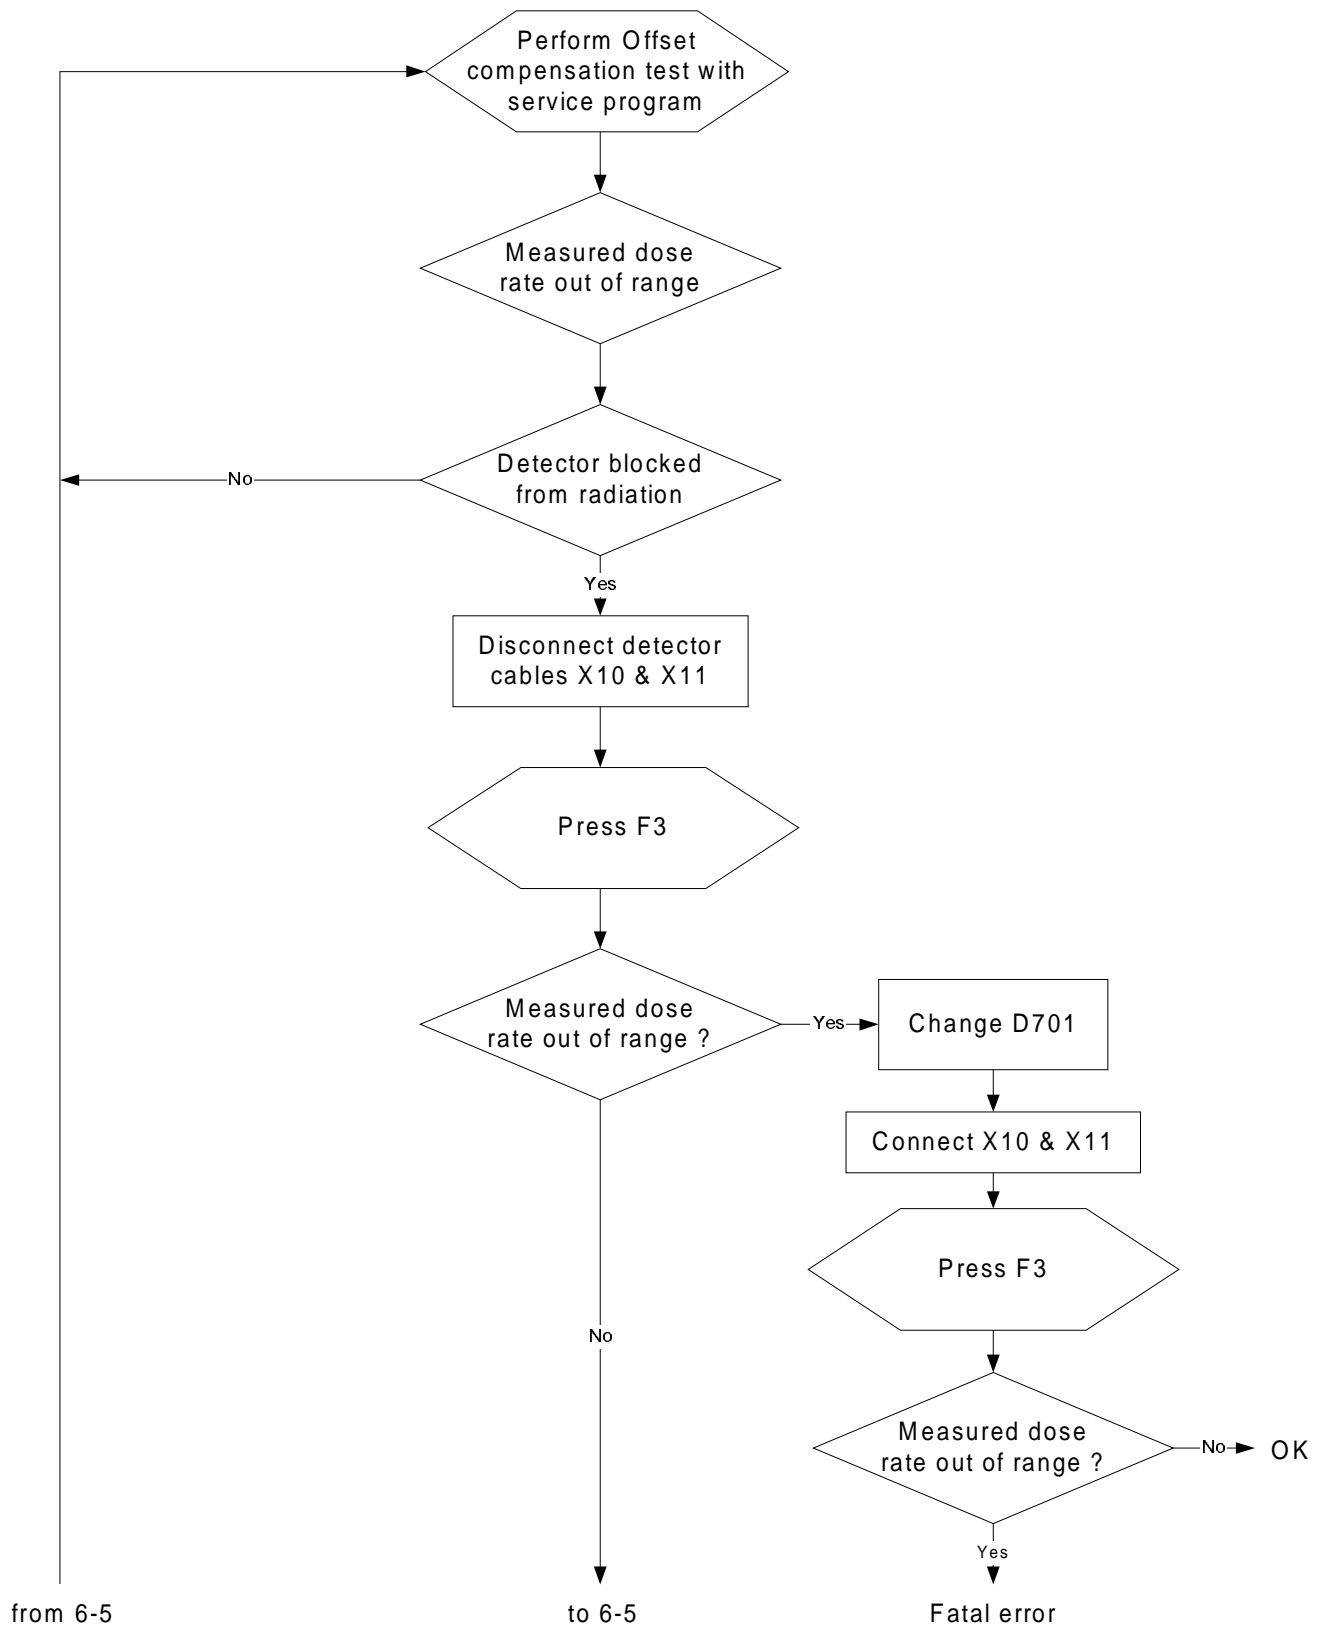 Perform Offset
compensation test with
service program
Measured dose
rate out of range
Detector blocked
from radiation
No
Yes
Disconnect detector
cables X10 & X11
Press F3
Measured dose
rate out of range ?
Yes
Change D701
Connect X10 & X11
Press F3
No
Measured dose
rate out of range ?
No
OK
Yes
from 6-5
to 6-5
Fatal error